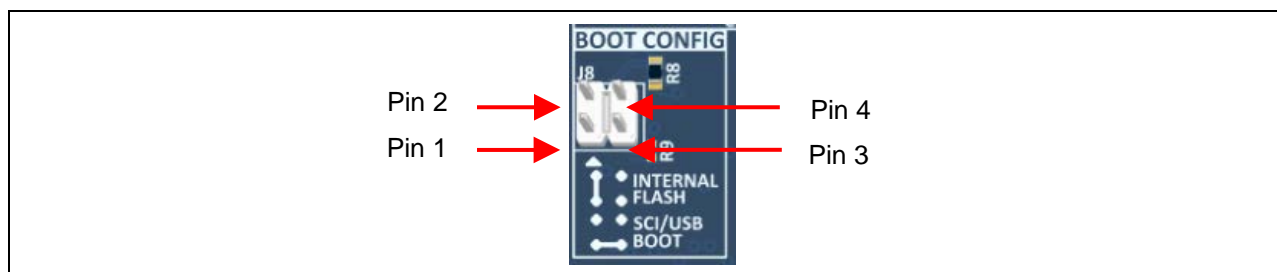 BOOT CONFIG
J8
R8
Pin 2
Pin 4
Pin 1
Pin 3
R9
INTERNAL
FLASH
SCI/USB
BOOT